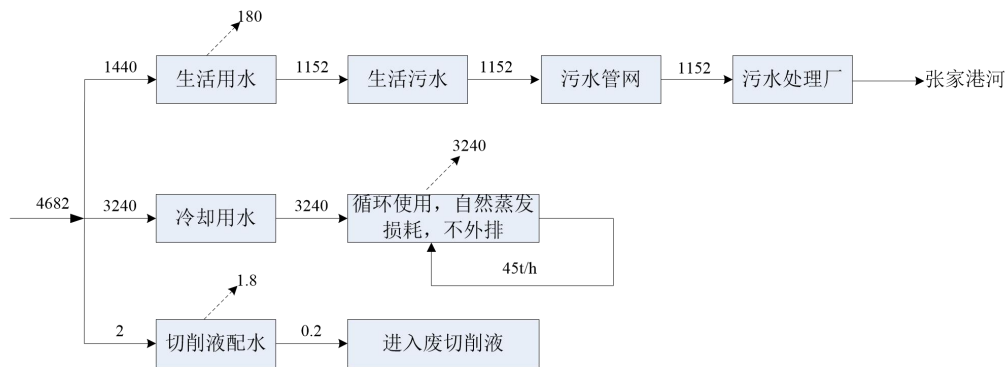 180
1440
生活用水
1152
生活污水
1152
污水管网
1152
污水处理厂
张家港河
3240
4682
3240
冷却用水
3240
循环使用，自然蒸发
损耗，不外排
45t/h
1.8
2
切削液配水
0.2
进入废切削液